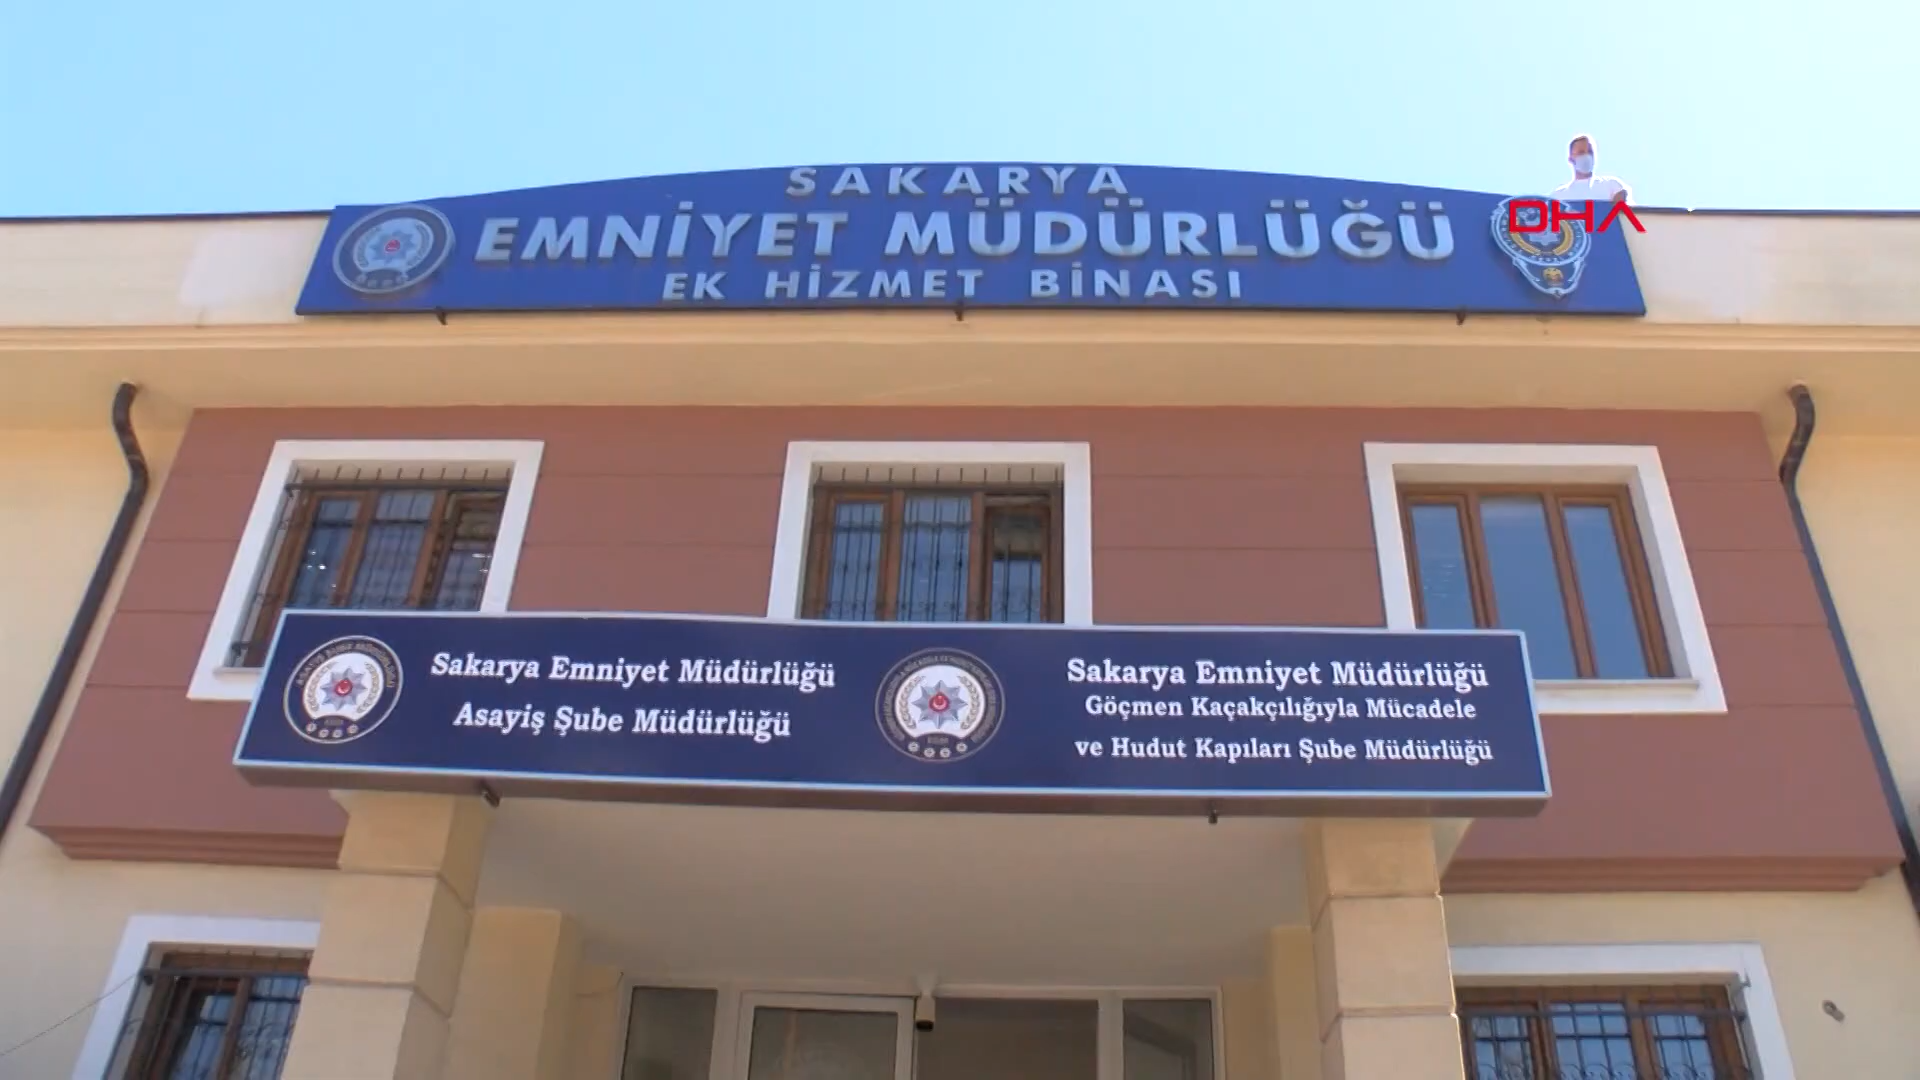 SAKARYA
EMNİYET MÜDÜRLÜĞÜ
EK HİZMET BİNASI
DHA
Sakarya Emniyet Müdürlüğü
Asayiş Şube Müdürlüğü
Sakarya Emniyet Müdürlüğü
Göçmen Kaçakçılığıyla Mücadele
ve Hudut Kapıları Şube Müdürlüğü